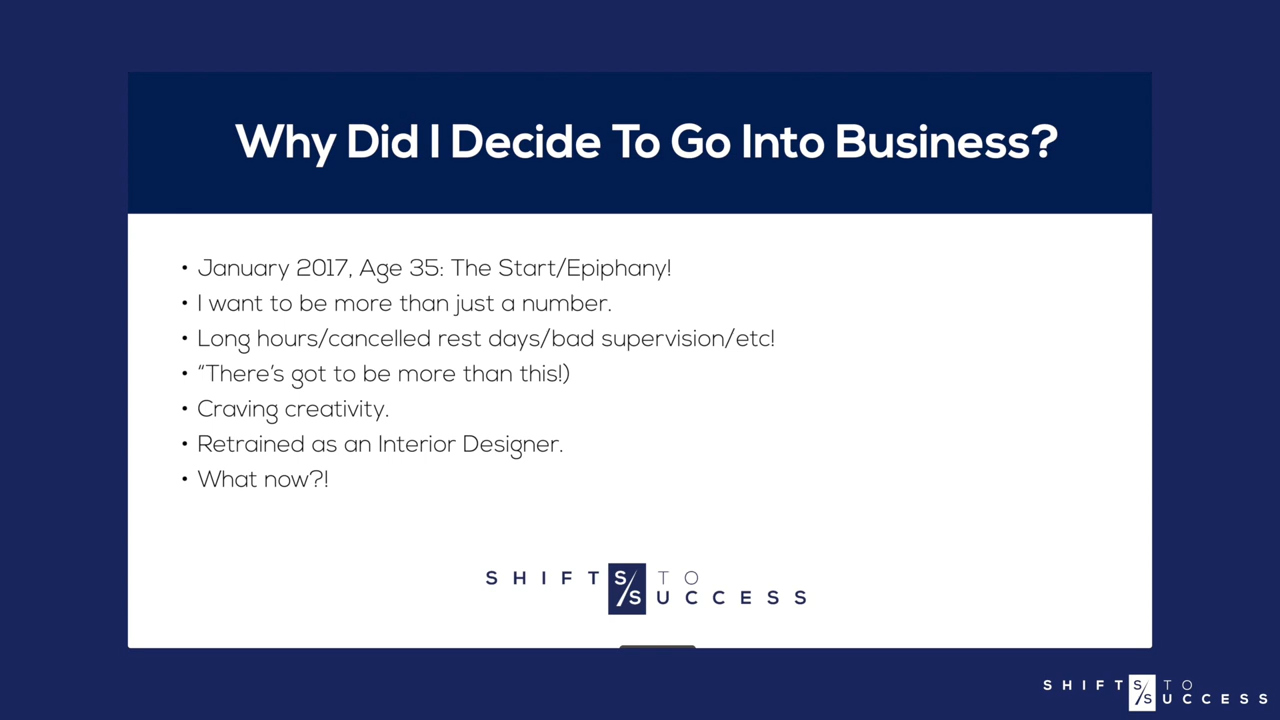 Why Did I Decide To Go Into Business?
• January 2017, Age 35: The Start/Epiphany!
• I want to be more than just a number.
• Long hours/cancelled rest days/bad supervision/etc!
• “There’s got to be more than this!)
• Craving creativity.
• Retrained as an Interior Designer.
• What now?!
SHIFTS TO
SUCCESS
SHIFTS TO
SUCCESS